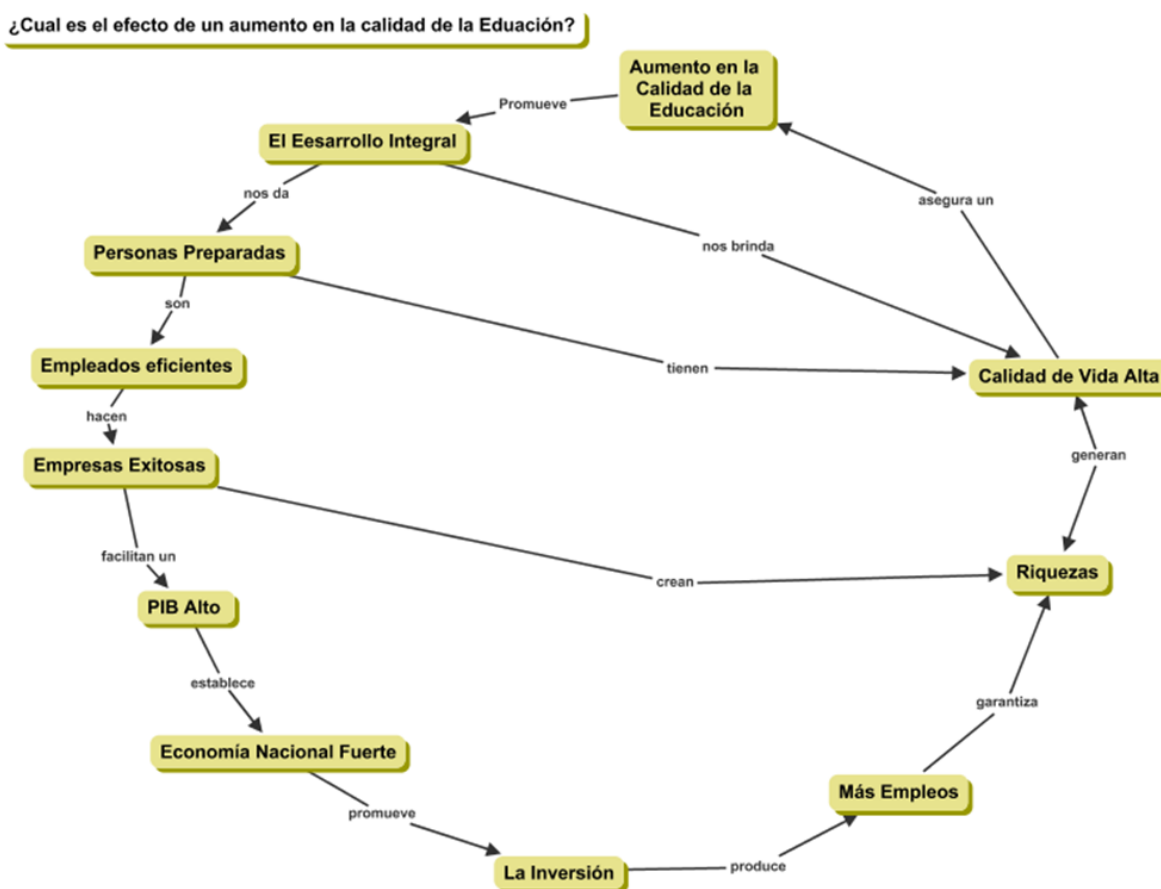 ¿Cual es el efecto de un aumento en la calidad de la Eduación?
Aumento en la
Calidad de la
Educación
Promueve
El Eesarrollo Integral
nos da
asegura un
nos brinda
Personas Preparadas
son
tienen
Empleados eficientes
Calidad de Vida Alta
hacen
generan
Empresas Exitosas
facilitan un
crean
Riquezas
PIB Alto
establece
garantiza
Economía Nacional Fuerte
Más Empleos
promueve
produce
La Inversión